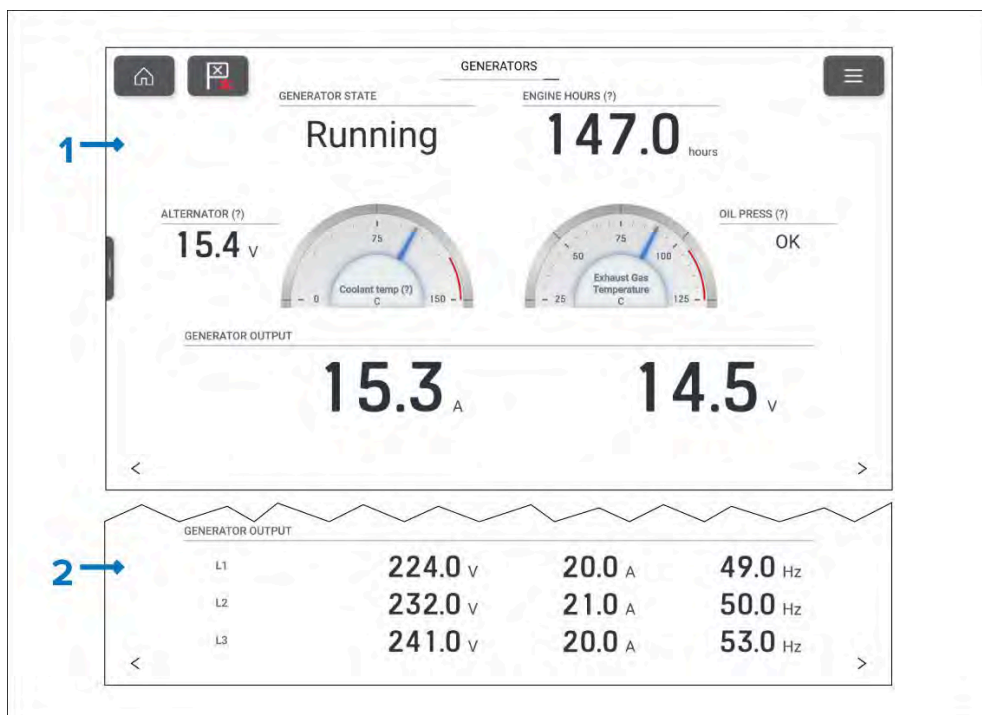 GENERATORS
GENERATOR STATE
ENGINE HOURS (?)
1
Running
147.0 hours
ALTERNATOR (?)
15.4 V
0
75
150
Coolant temp (?)
C
25
50
75
100
125
Exhaust Gas
Temperature
C
OIL PRESS (?)
OK
GENERATOR OUTPUT
15.3 A
14.5 V
< >
GENERATOR OUTPUT
2
L1 224.0 V 20.0 A 49.0 Hz
L2 232.0 V 21.0 A 50.0 Hz
L3 241.0 V 20.0 A 53.0 Hz
< >